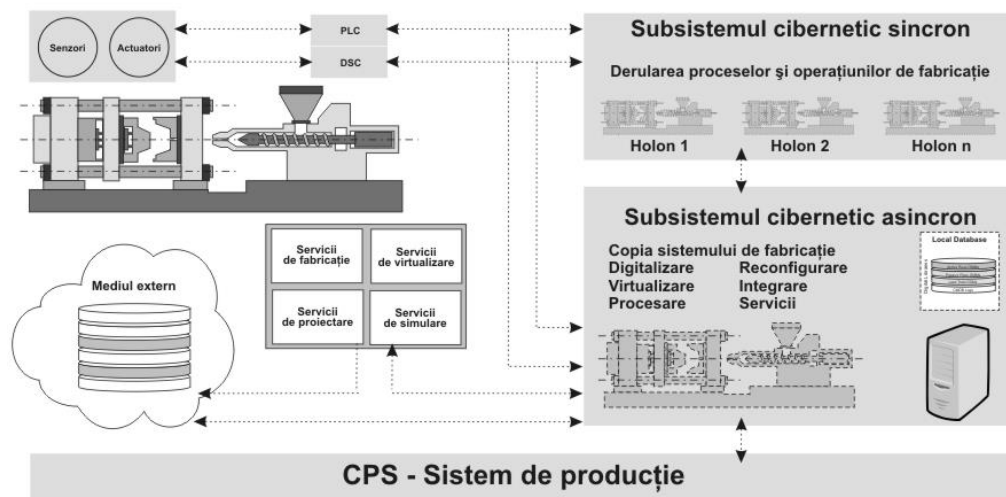 Senzori
Actuatori
PLC
DSC
Subsistemul cibernetic sincron
Derularea proceselor şi operaţiunilor de fabricaţie
Holon 1
Holon 2
Holon n
Subsistemul cibernetic asincron
Copia sistemului de fabricaţie
Digitalizare
Reconfigurare
Virtualizare
Integrare
Procesare
Servicii
Local Database
Servicii
de fabricaţie
Servicii
de virtualizare
Servicii
de proiectare
Servicii
de simulare
Mediul extern
CPS - Sistem de producţie